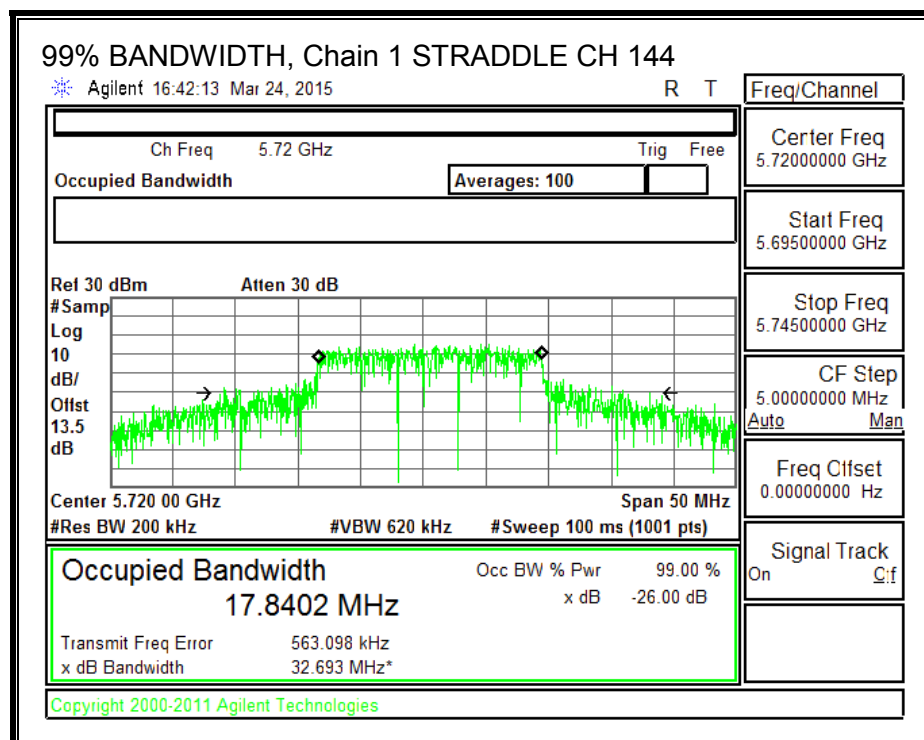 99% BANDWIDTH, Chain 1 STRADDLE CH 144
Agilent 16:42:13 Mar 24, 2015 R T
Ch Freq 5.72 GHz Trig Free
Occupied Bandwidth Averages: 100
Ref 30 dBm Atten 30 dB
#Samp
Log
10
dB/
Offst
13.5
dB
Center 5.720 00 GHz Span 50 MHz
#Res BW 200 kHz #VBW 620 kHz #Sweep 100 ms (1001 pts)
Occupied Bandwidth Occ BW % Pwr 99.00 %
17.8402 MHz x dB -26.00 dB
Transmit Freq Error 563.098 kHz
x dB Bandwidth 32.693 MHz*
Copyright 2000-2011 Agilent Technologies
Freq/Channel
Center Freq
5.72000000 GHz
Start Freq
5.69500000 GHz
Stop Freq
5.74500000 GHz
CF Step
5.00000000 MHz
Auto Man
Freq Offset
0.00000000 Hz
Signal Track
On Off